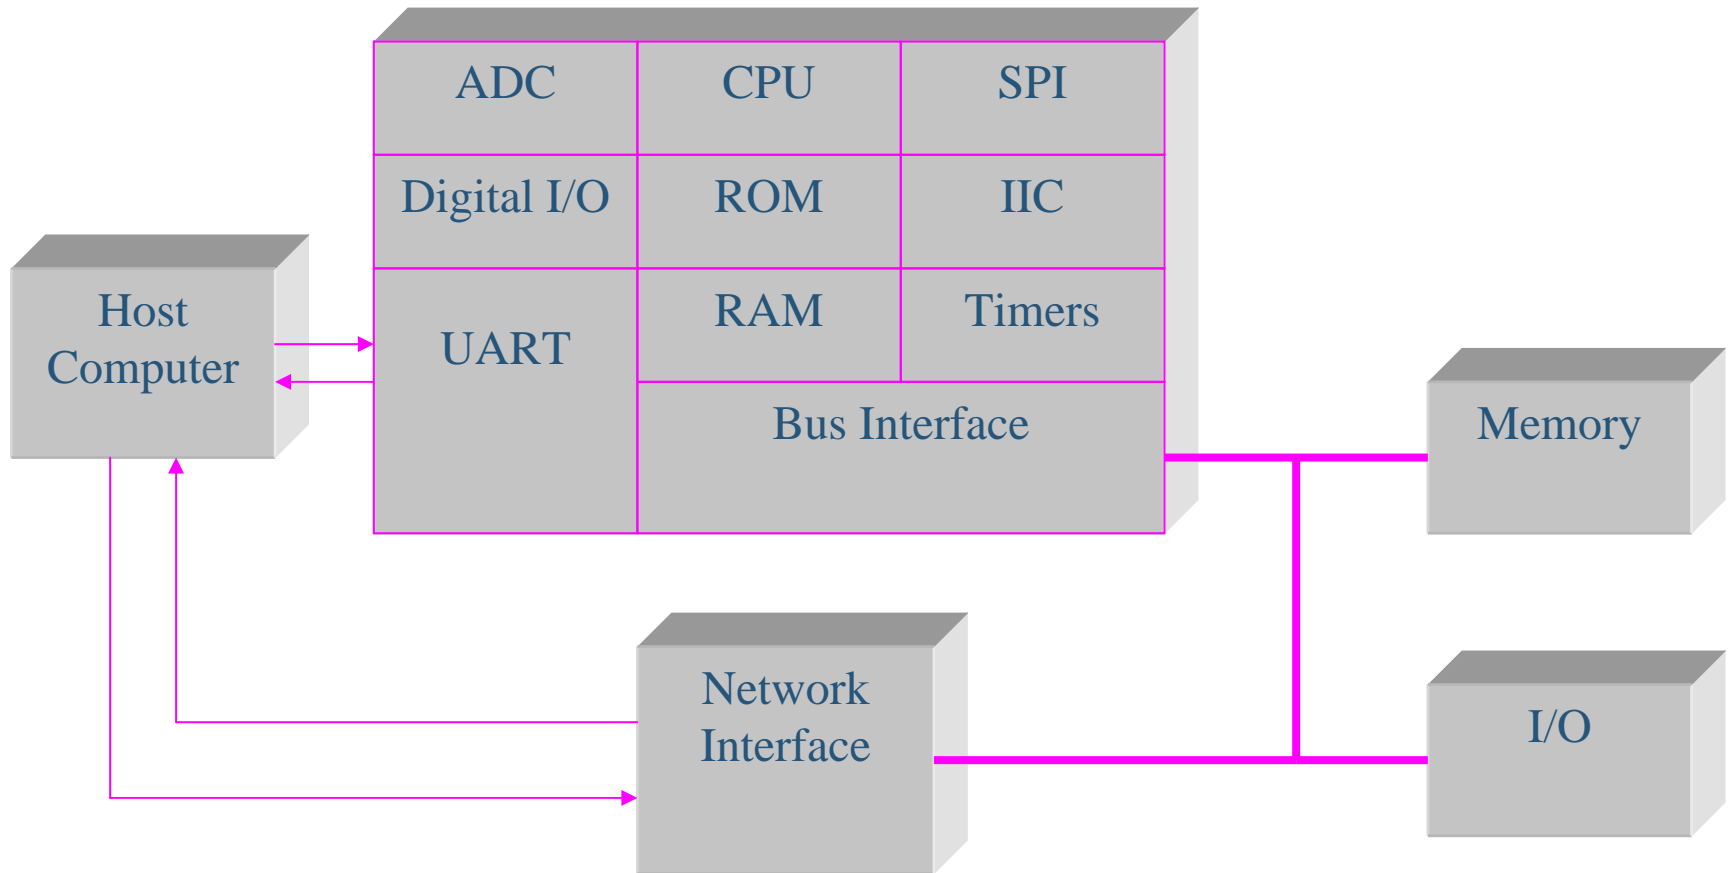 ADC
CPU
SPI
Digital I/O
ROM
IIC
Host
Computer
UART
RAM
Timers
Bus Interface
Memory
Network
Interface
I/O